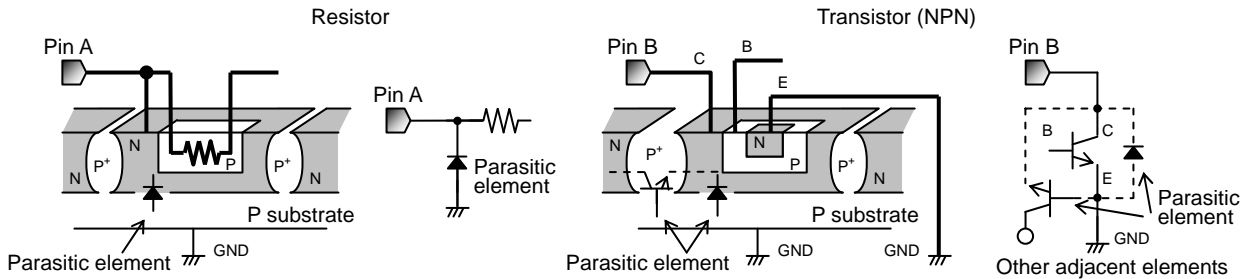 Resistor
Transistor (NPN)
Pin A
N
P+
N
P
P+
N
Parasitic element
P substrate
GND
Pin A
Parasitic
element
Pin B
C
B
E
N
P+
N
P
P+
N
Parasitic element
P substrate
GND
GND
Pin B
B
C
E
Parasitic
element
GND
Other adjacent elements